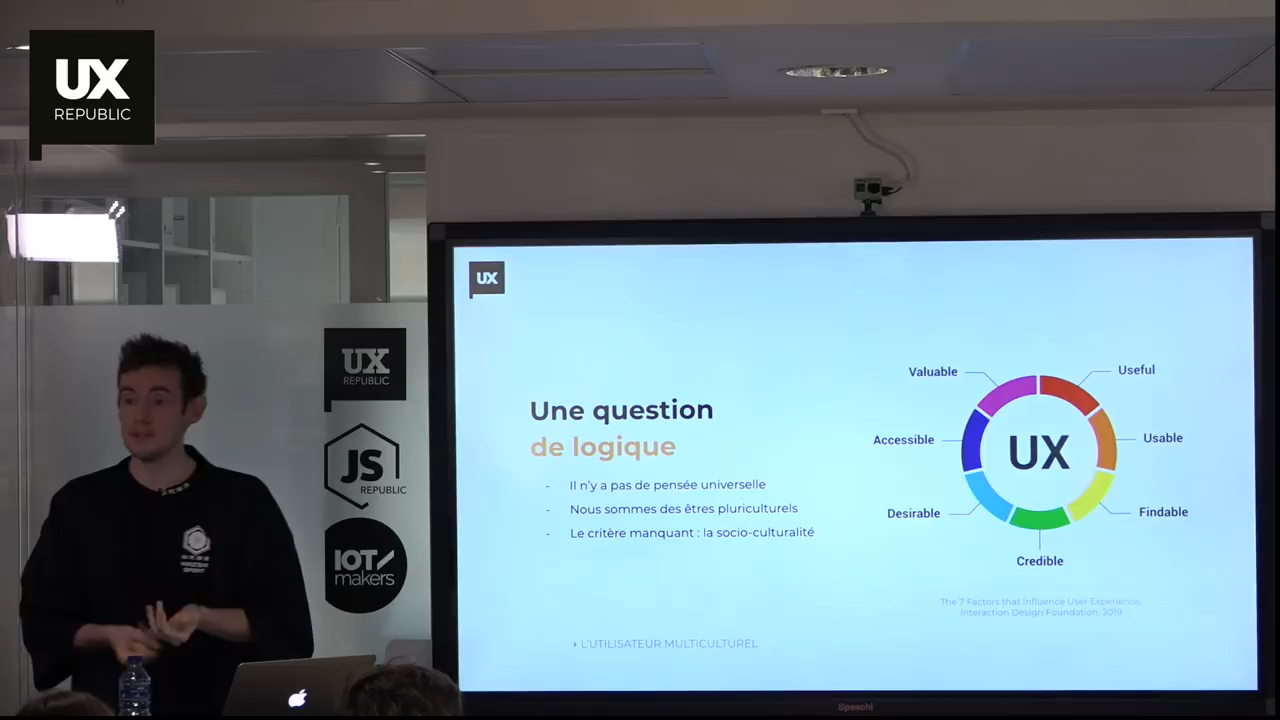 UX
REPUBLIC
UX
REPUBLIC
JS
REPUBLIC
IOT/
makers
UX
Une question
de logique
- Il n'y a pas de pensée universelle
- Nous sommes des êtres pluriculturels
- Le critère manquant : la socio-culturalité
L'UTILISATEUR MULTICULTUREL
Valuable
Useful
Accessible
UX
Usable
Desirable
Findable
Credible
The 7 Factors that Influence User Experience,
Interaction Design Foundation, 2019
Speechi